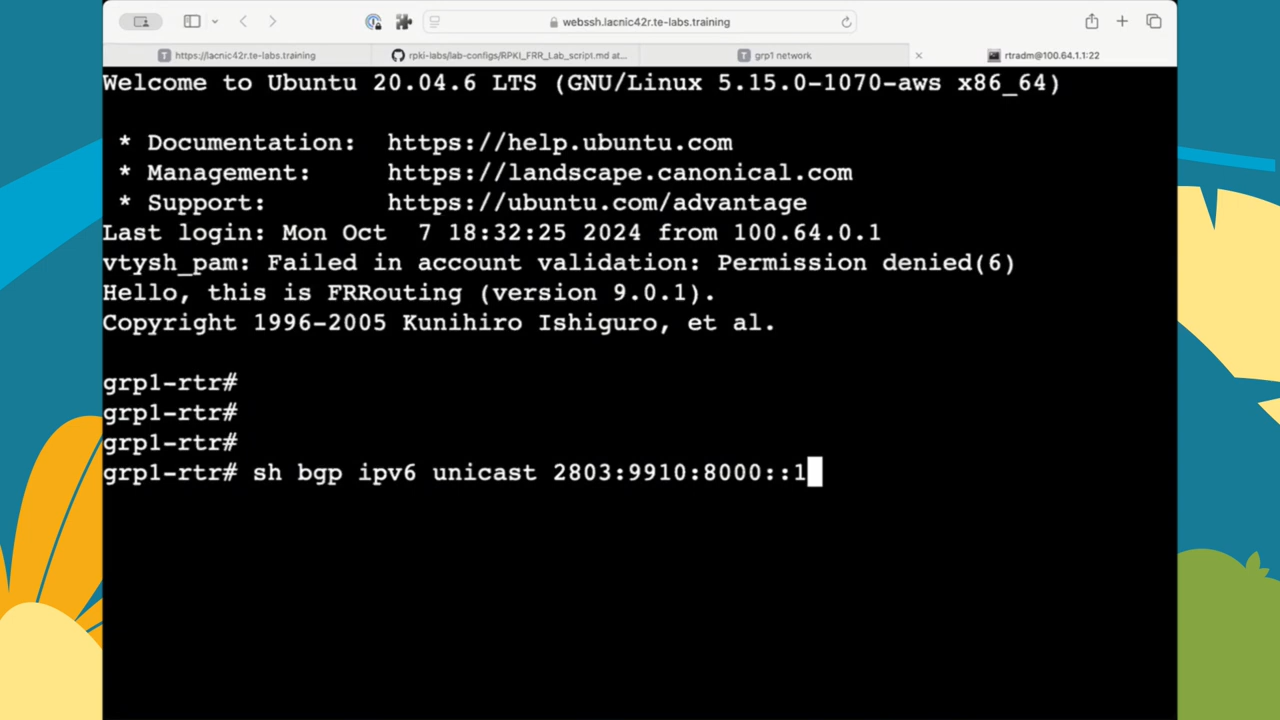 webssh.lacnic42r.te-labs.training
https://lacnic42r.te-labs.training
rpki-labs/lab-configs/RPKI_FRR_Lab_script.md at...
grp1 network
rtradm@100.64.1.1:22
Welcome to Ubuntu 20.04.6 LTS (GNU/Linux 5.15.0-1070-aws x86_64)
* Documentation: https://help.ubuntu.com
* Management: https://landscape.canonical.com
* Support: https://ubuntu.com/advantage
Last login: Mon Oct  7 18:32:25 2024 from 100.64.0.1
vtysh_pam: Failed in account validation: Permission denied(6)
Hello, this is FRRouting (version 9.0.1).
Copyright 1996-2005 Kunihiro Ishiguro, et al.
grp1-rtr#
grp1-rtr#
grp1-rtr#
grp1-rtr# sh bgp ipv6 unicast 2803:9910:8000::1